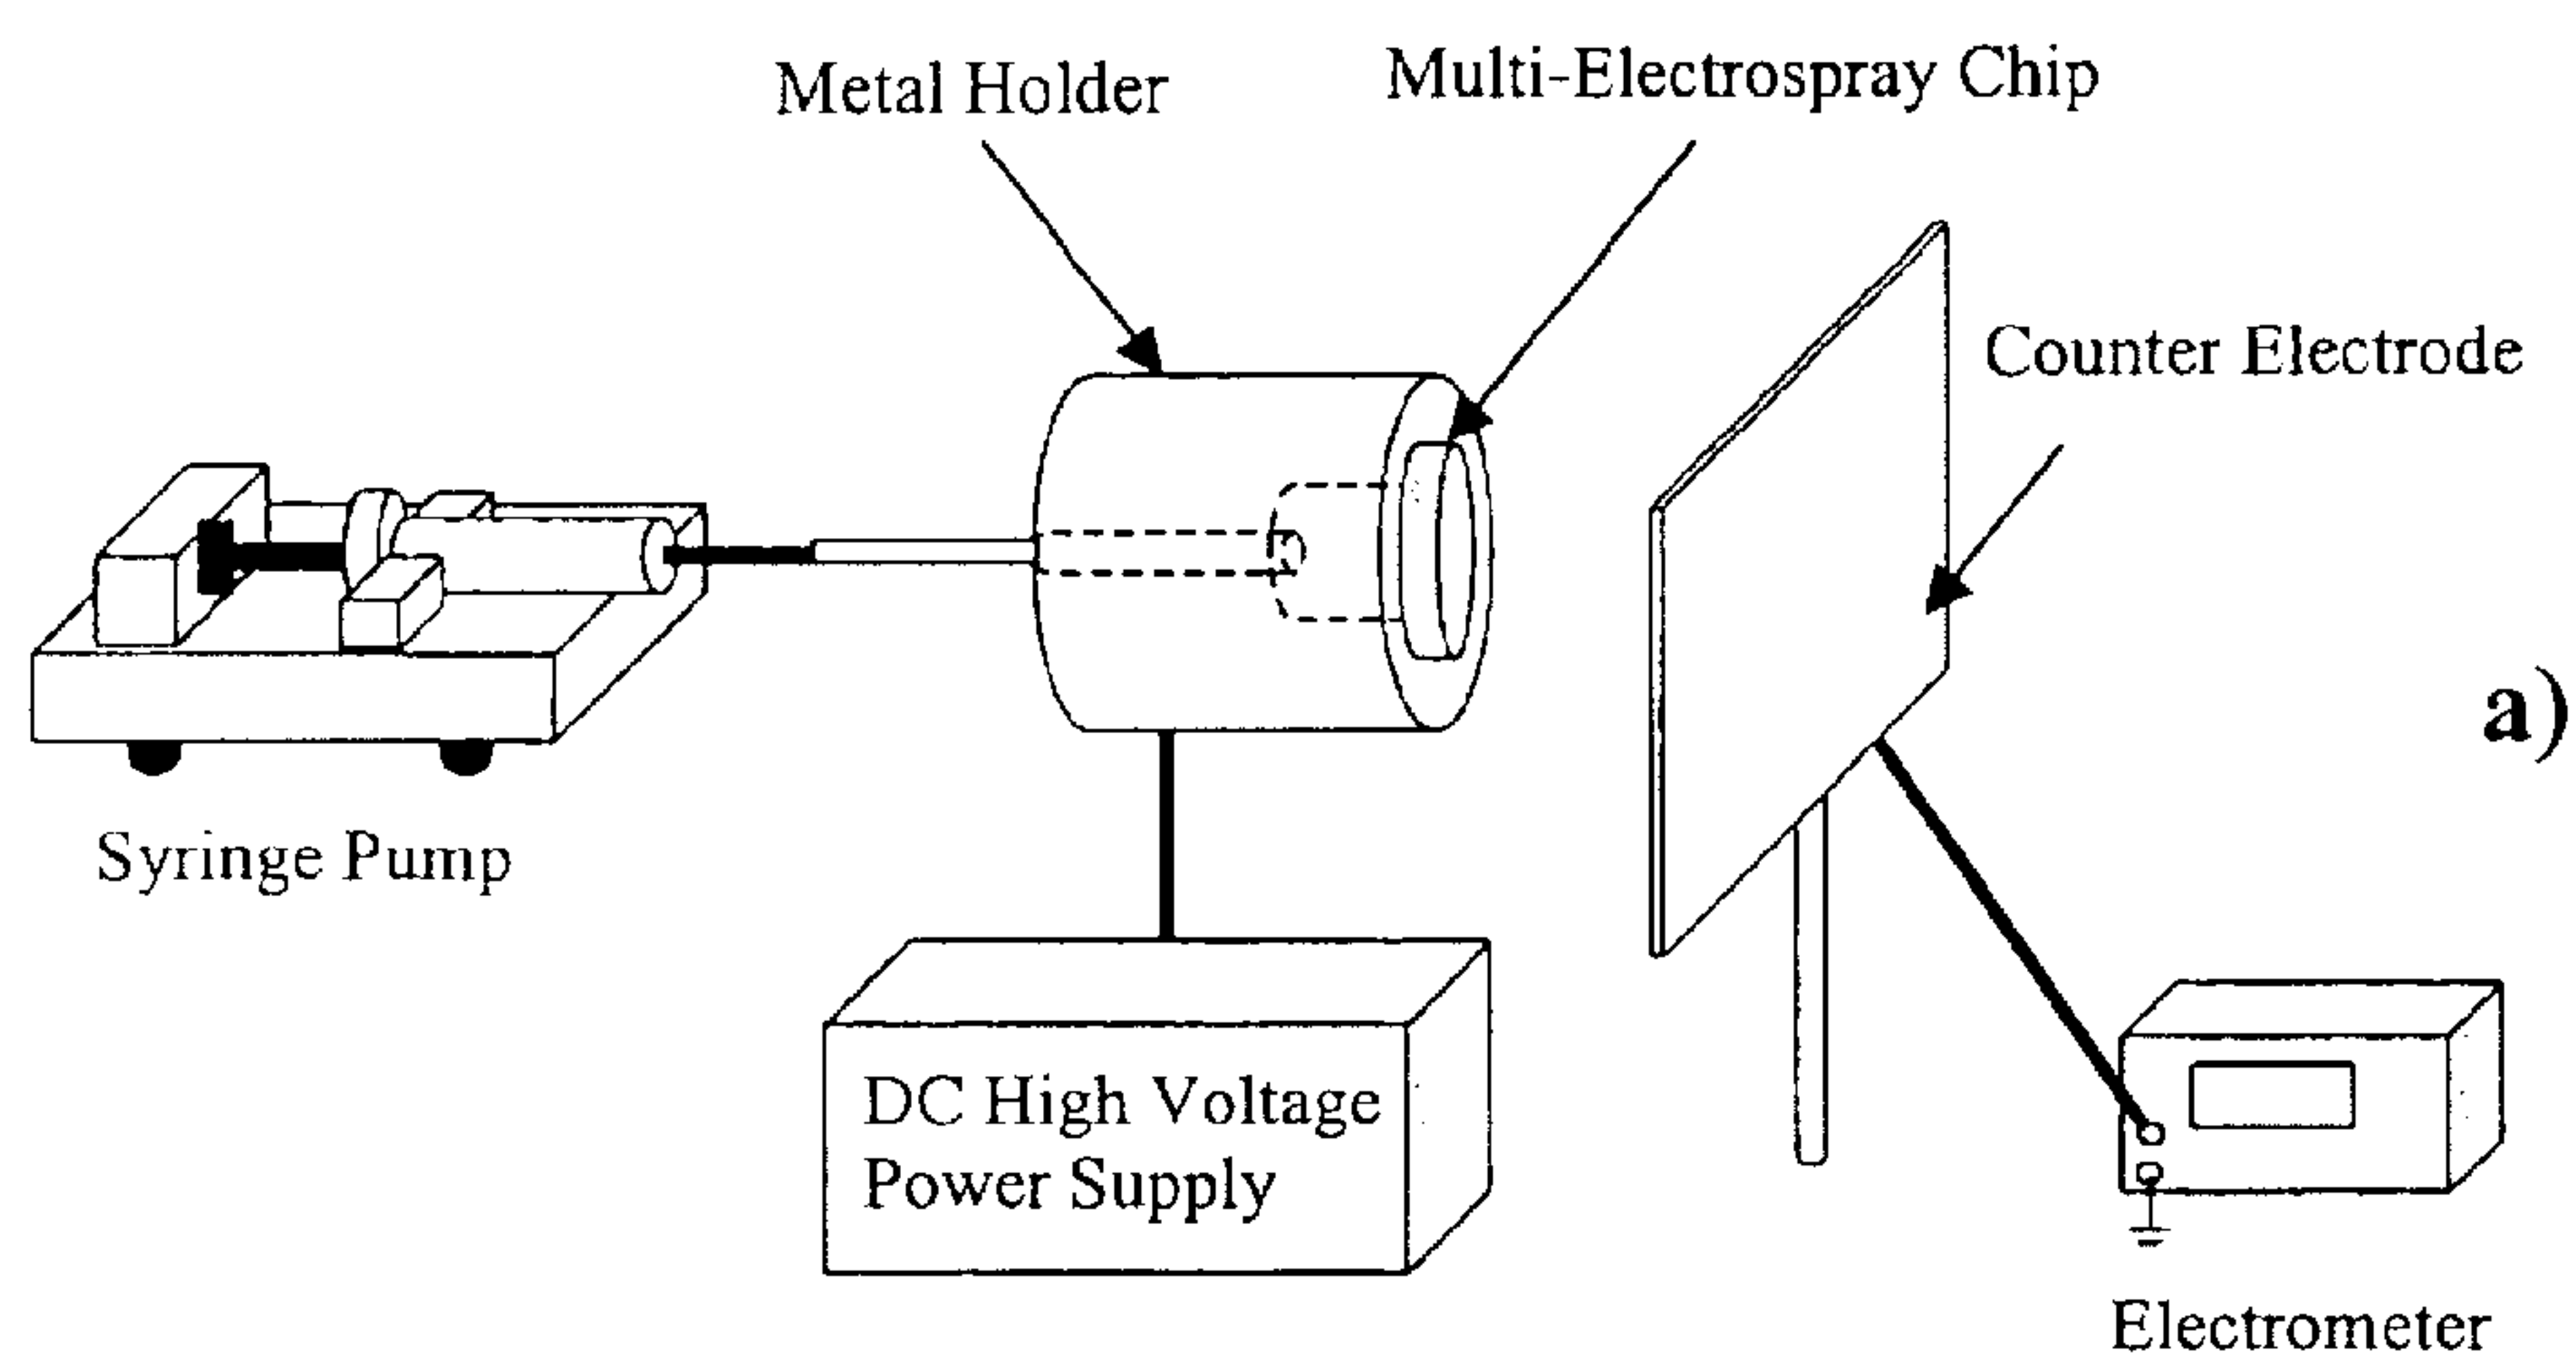 Metal Holder
Multi-Electrospray Chip
Counter Electrode
a)
Syringe Pump
DC High Voltage
Power Supply
Electrometer